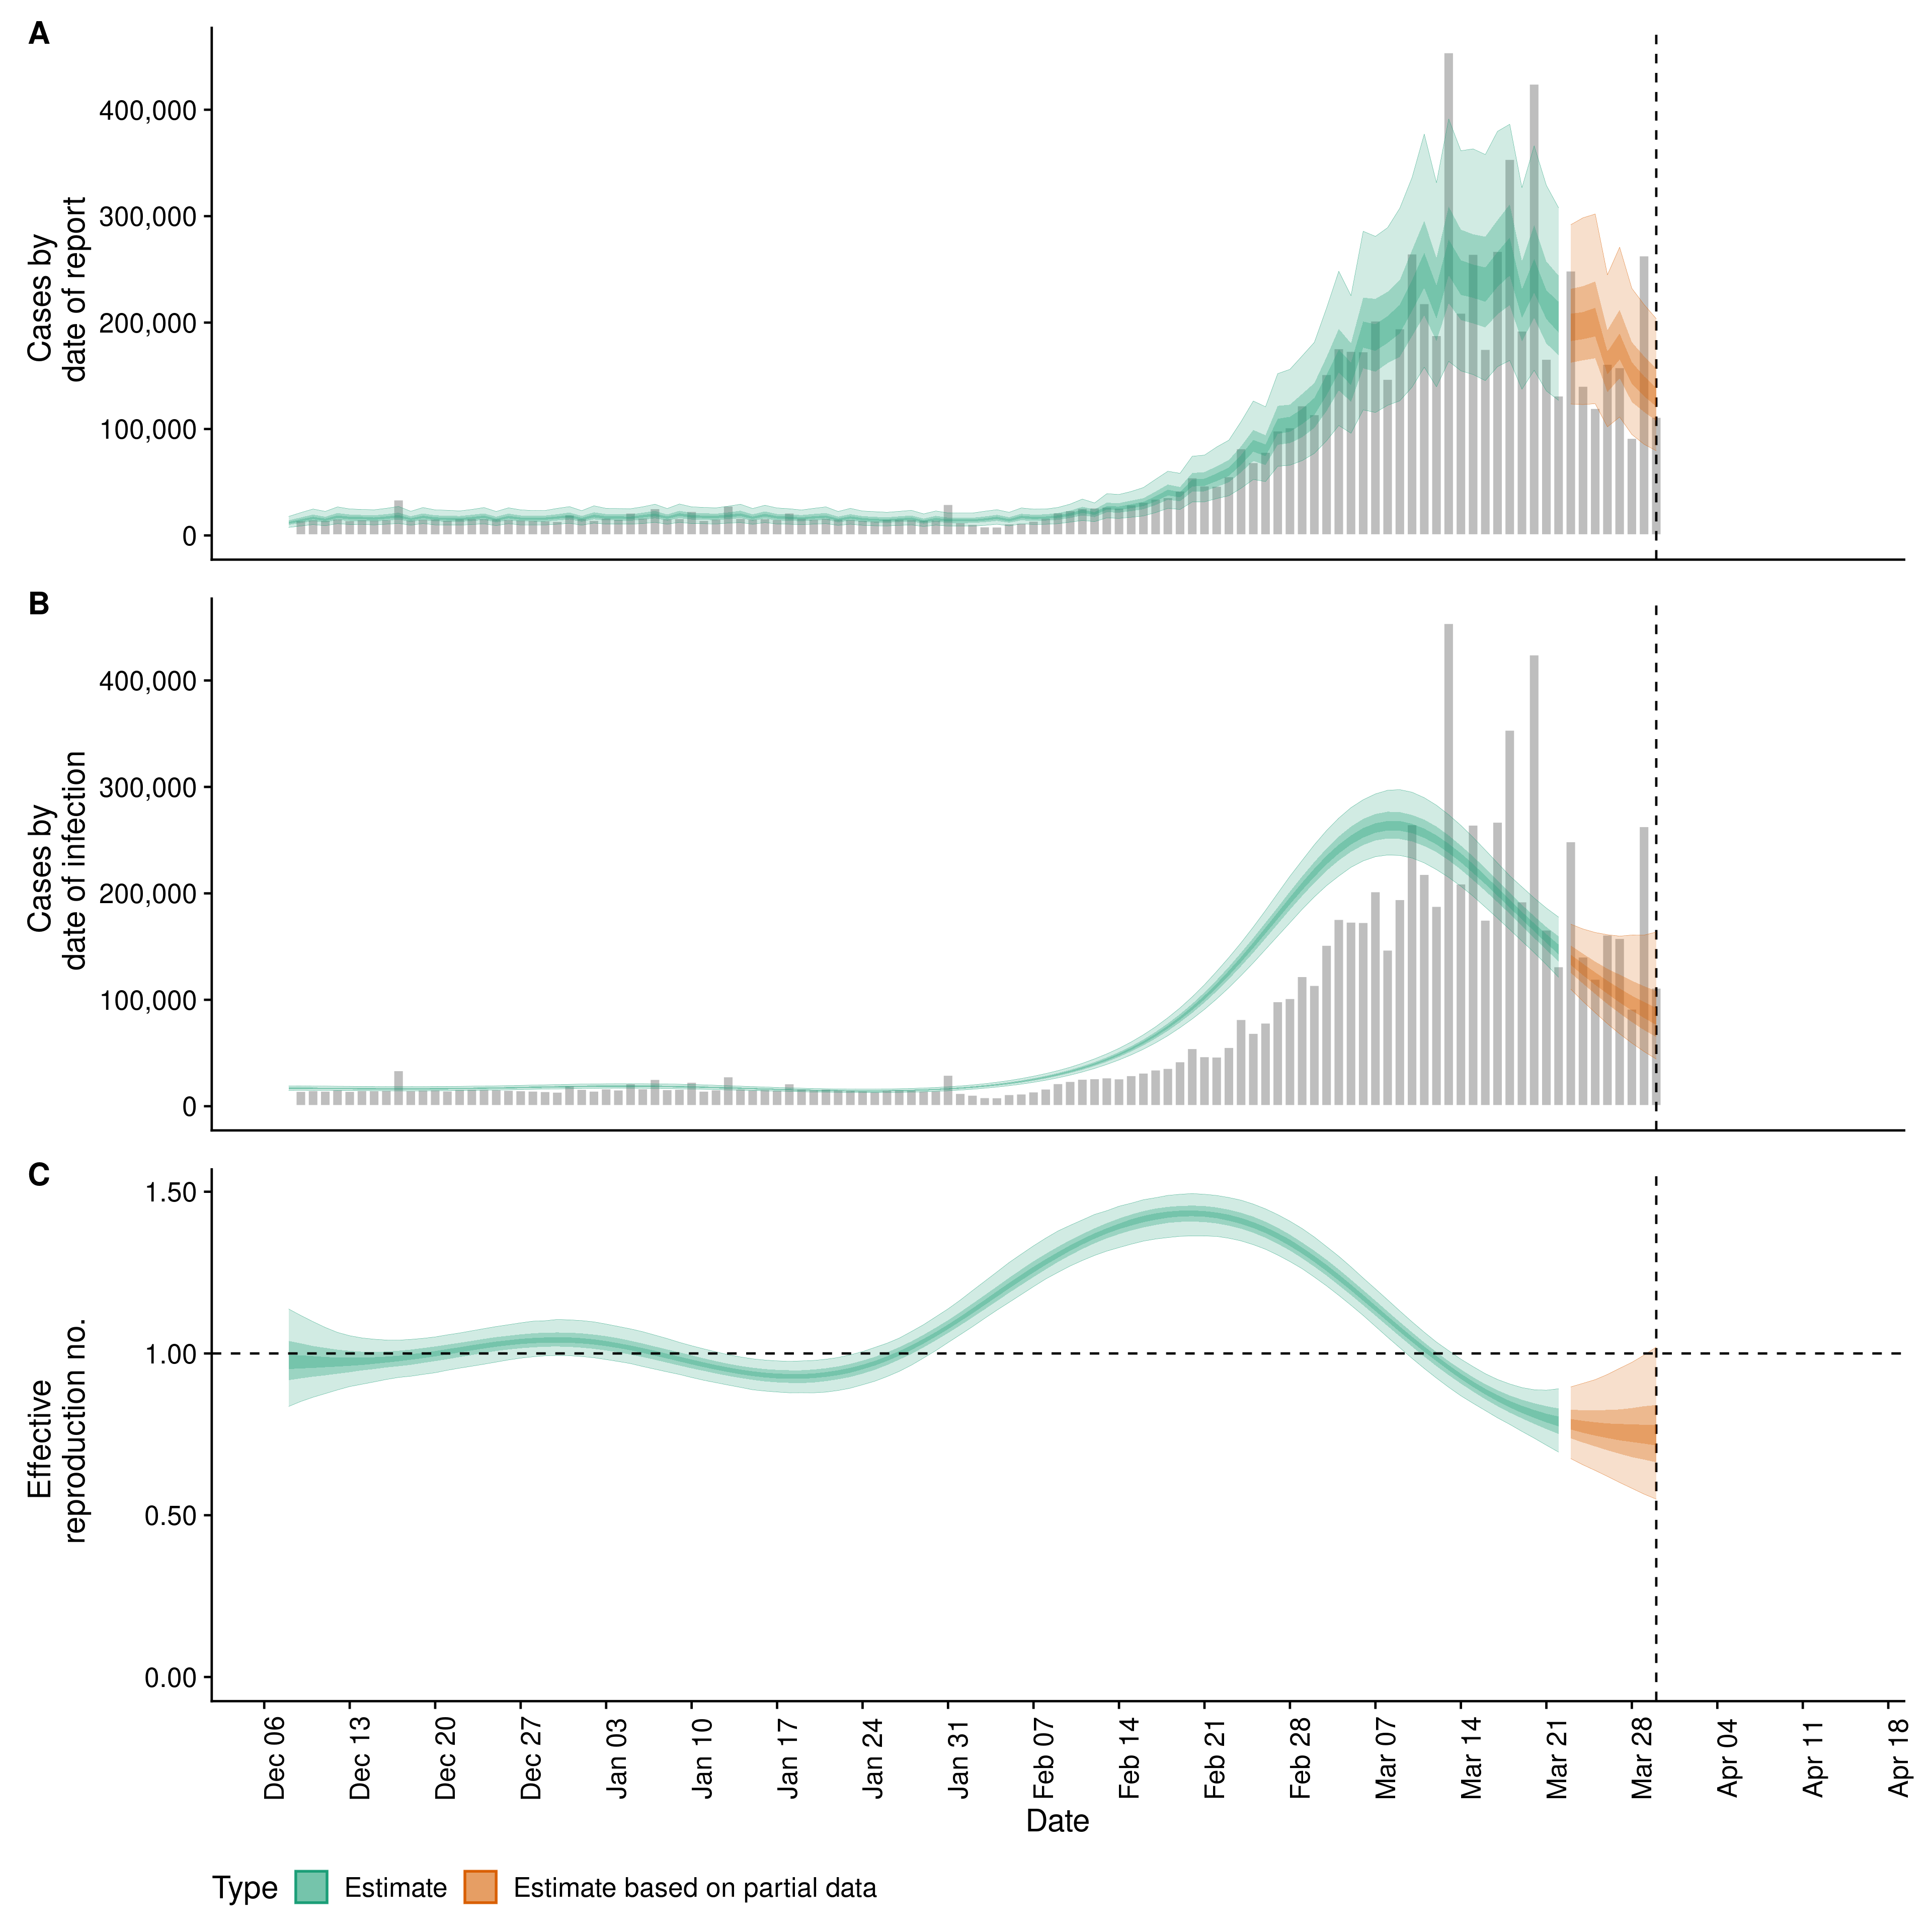 A
Cases by
date of report
400,000
300,000
200,000
100,000
0
B
Cases by
date of infection
400,000
300,000
200,000
100,000
0
C
Effective
reproduction no.
1.50
1.00
0.50
0.00
Dec 06
Dec 13
Dec 20
Dec 27
Jan 03
Jan 10
Jan 17
Jan 24
Jan 31
Feb 07
Feb 14
Feb 21
Feb 28
Mar 07
Mar 14
Mar 21
Mar 28
Apr 04
Apr 11
Apr 18
Date
Type Estimate Estimate based on partial data